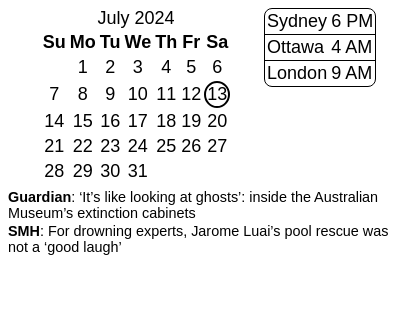 July 2024
Su Mo Tu We Th Fr Sa
1 2 3 4 5 6
7 8 9 10 11 12 13
14 15 16 17 18 19 20
21 22 23 24 25 26 27
28 29 30 31
Sydney 6 PM
Ottawa 4 AM
London 9 AM
Guardian: ‘It’s like looking at ghosts’: inside the Australian
Museum’s extinction cabinets
SMH: For drowning experts, Jarome Luai’s pool rescue was
not a ‘good laugh’